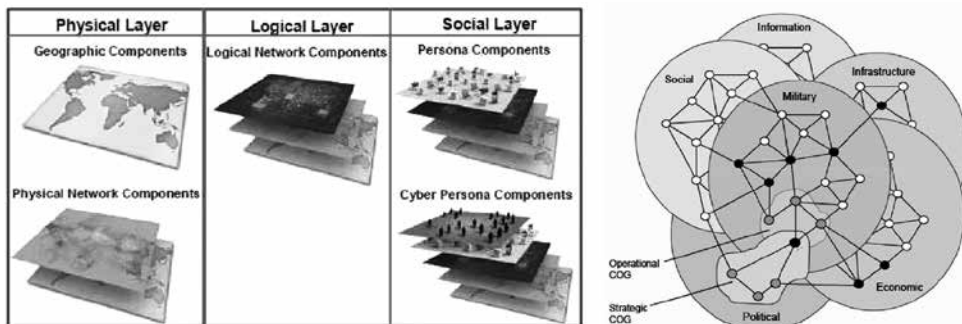 Physical Layer
Logical Layer
Social Layer
Geographic Components
Logical Network Components
Persona Components
Physical Network Components
Cyber Persona Components
Information
Social
Infrastructure
Military
Operational
COG
Strategic
COG
Political
Economic